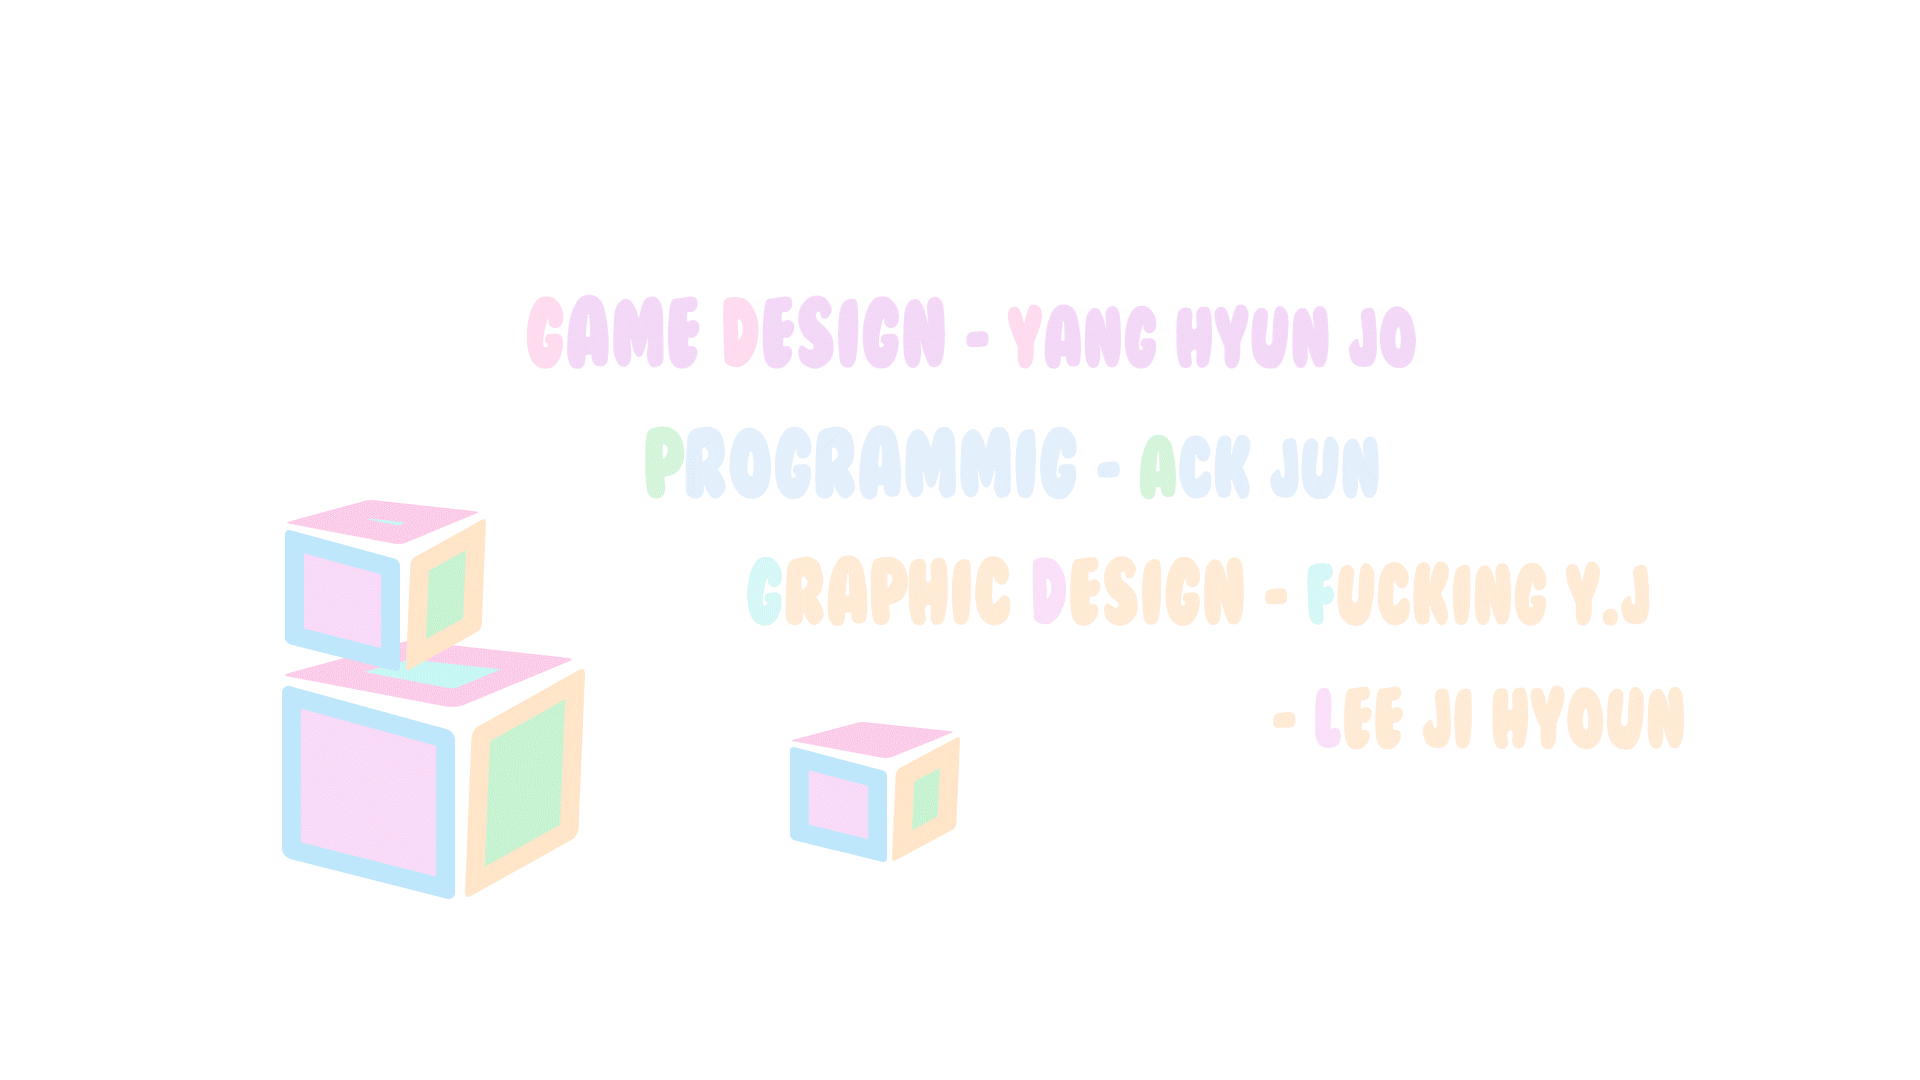 GAME DESIGN - YANG HYUN JO
PROGRAMMIG - ACK JUN
GRAPHIC DESIGN - FUCKING Y.J
- LEE JI HYOUN